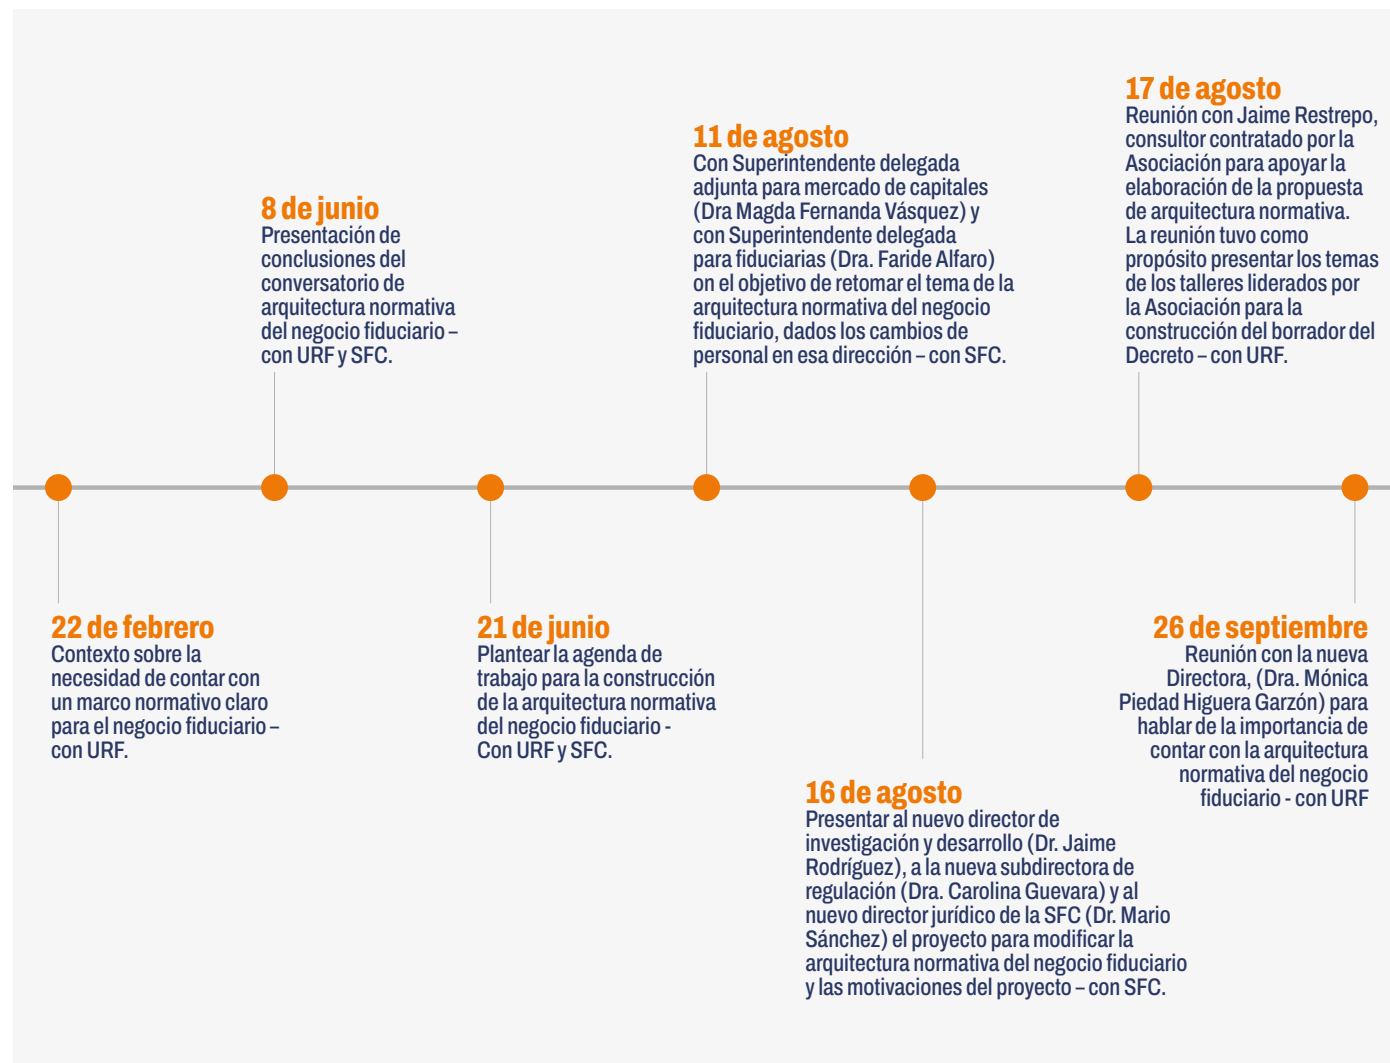 22 de febrero
Contexto sobre la
necesidad de contar con
un marco normativo claro
para el negocio fiduciario –
con URF.
8 de junio
Presentación de
conclusiones del
conversatorio de
arquitectura normativa
del negocio fiduciario –
con URF y SFC.
21 de junio
Plantear la agenda de
trabajo para la construcción
de la arquitectura normativa
del negocio fiduciario -
Con URF y SFC.
11 de agosto
Con Superintendente delegada
adjunta para mercado de capitales
(Dra Magda Fernanda Vásquez) y
con Superintendente delegada
para fiduciarias (Dra. Faride Alfaro)
on el objetivo de retomar el tema de la
arquitectura normativa del negocio
fiduciario, dados los cambios de
personal en esa dirección – con SFC.
16 de agosto
Presentar al nuevo director de
investigación y desarrollo (Dr. Jaime
Rodríguez), a la nueva subdirectora de
regulación (Dra. Carolina Guevara) y al
nuevo director jurídico de la SFC (Dr. Mario
Sánchez) el proyecto para modificar la
arquitectura normativa del negocio fiduciario
y las motivaciones del proyecto – con SFC.
17 de agosto
Reunión con Jaime Restrepo,
consultor contratado por la
Asociación para apoyar la
elaboración de la propuesta
de arquitectura normativa.
La reunión tuvo como
propósito presentar los temas
de los talleres liderados por
la Asociación para la
construcción del borrador del
Decreto – con URF.
26 de septiembre
Reunión con la nueva
Directora, (Dra. Mónica
Piedad Higuera Garzón) para
hablar de la importancia de
contar con la arquitectura
normativa del negocio
fiduciario - con URF